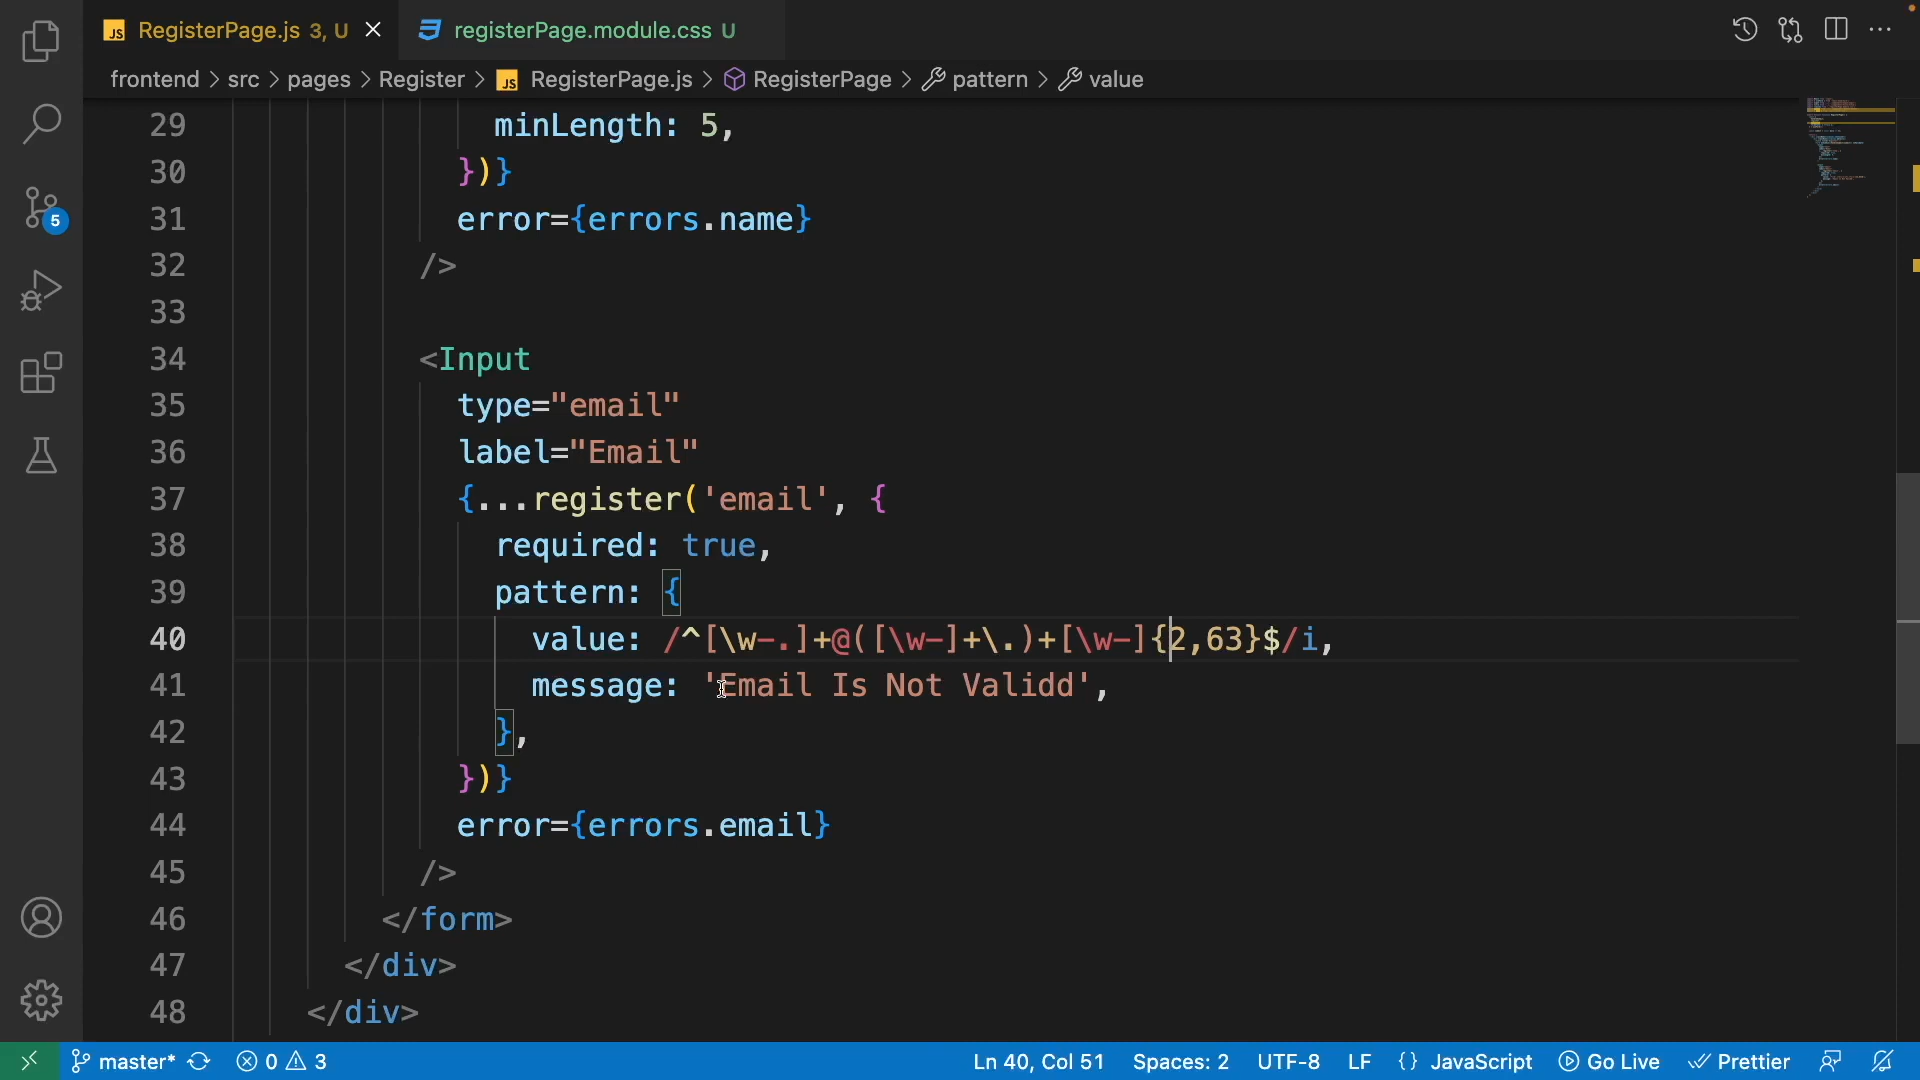 JS RegisterPage.js 3, U
registerPage.module.css U
frontend > src > pages > Register > JS RegisterPage.js > RegisterPage > pattern > value
29 minLength: 5,
30 })}
31 error={errors.name}
32 />
33
34 <Input
35 type="email"
36 label="Email"
37 {...register('email', {
38 required: true,
39 pattern: {
40 value: /^[\w-.]+@([\w-]+\.)+[\w-]{2,63}$/i,
41 message: 'Email Is Not Validd',
42 },
43 })}
44 error={errors.email}
45 />
46 </form>
47 </div>
48 </div>
5
master* 0 3 Ln 40, Col 51 Spaces: 2 UTF-8 LF {} JavaScript Go Live Prettier